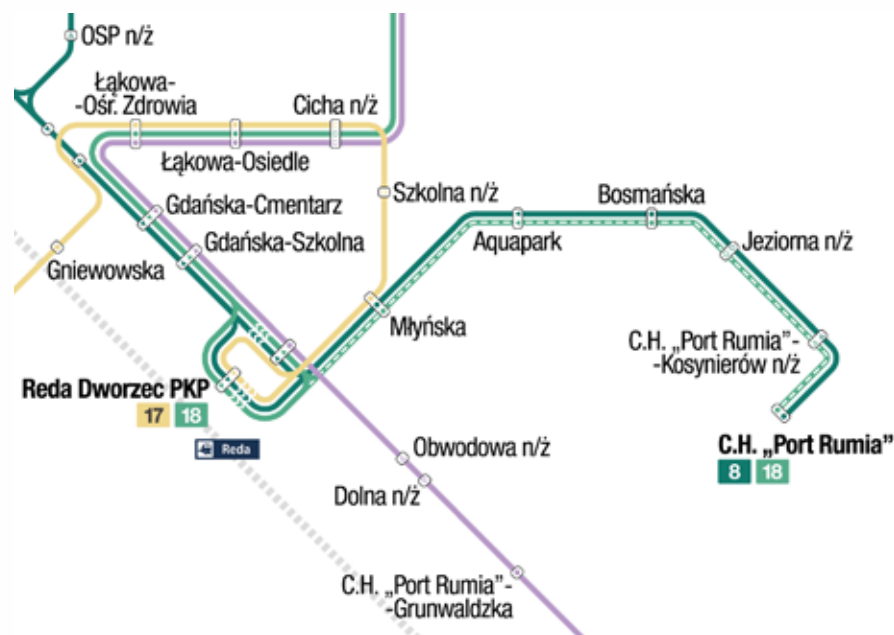 OSP n/ż
Łąkowa-
-Ośr. Zdrowia
Cicha n/ż
Łąkowa-Osiedle
Szkolna n/ż
Bosmańska
Gdańska-Cmentarz
Aquapark
Jeziorna n/ż
Gdańska-Szkolna
Gniewowska
Młyńska
C.H. „Port Rumia”-
-Kosynierów n/ż
Reda Dworzec PKP
17 18
Reda
C.H. „Port Rumia”
8 18
Obwodowa n/ż
Dolna n/ż
C.H. „Port Rumia”-
-Grunwaldzka